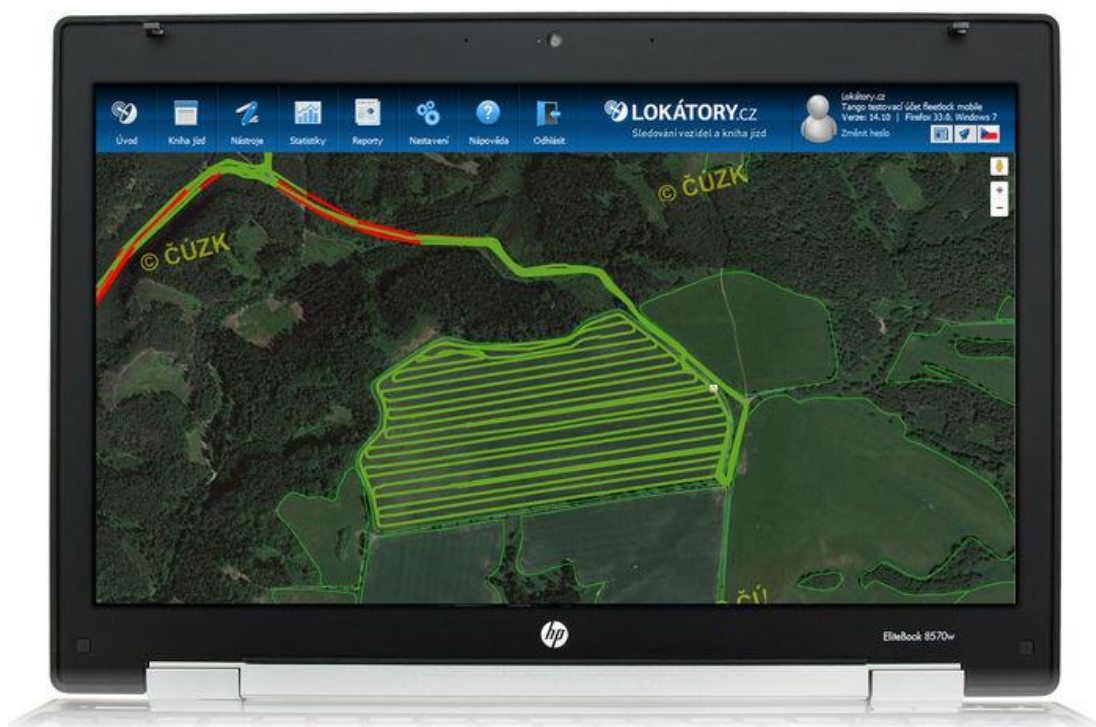 Úvod
Kniha jízd
Nástroje
Statistiky
Reporty
Nastavení
Nápověda
Odhlásit
LOKÁTORY.CZ
Sledování vozidel a kniha jízd
Lokátory.cz
Tango testovací účet fleetlock mobile
Verze: 14.10 | Firefox 33.0, Windows 7
Změnit heslo
© ČÚZK
© ČÚZK
© ČÚ
hp
EliteBook 8570w